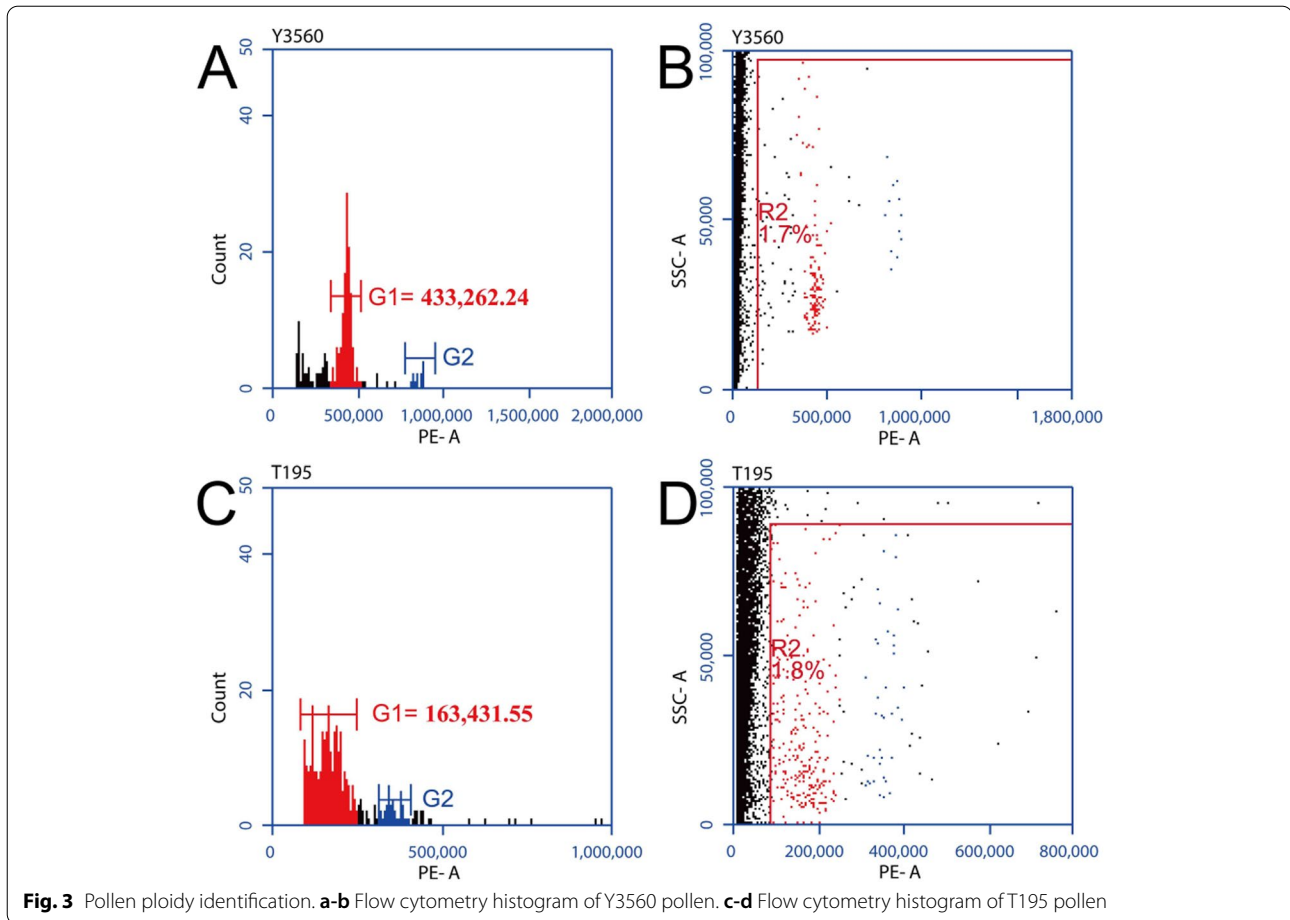 A
Y3560
50
40
20
0
Count
G1= 433,262.24
G2
0
500,000
1,000,000
1,500,000
2,000,000
PE- A
B
Y3560
100,000
50,000
0
SSC- A
R2
1.7%
0
500,000
1,000,000
1,800,000
PE- A
C
T195
50
40
20
0
Count
G1= 163,431.55
G2
0
500,000
1,000,000
PE- A
D
T195
100,000
50,000
0
SSC- A
R2
1.8%
0
200,000
400,000
600,000
800,000
PE- A
Fig. 3 Pollen ploidy identification. a-b Flow cytometry histogram of Y3560 pollen. c-d Flow cytometry histogram of T195 pollen